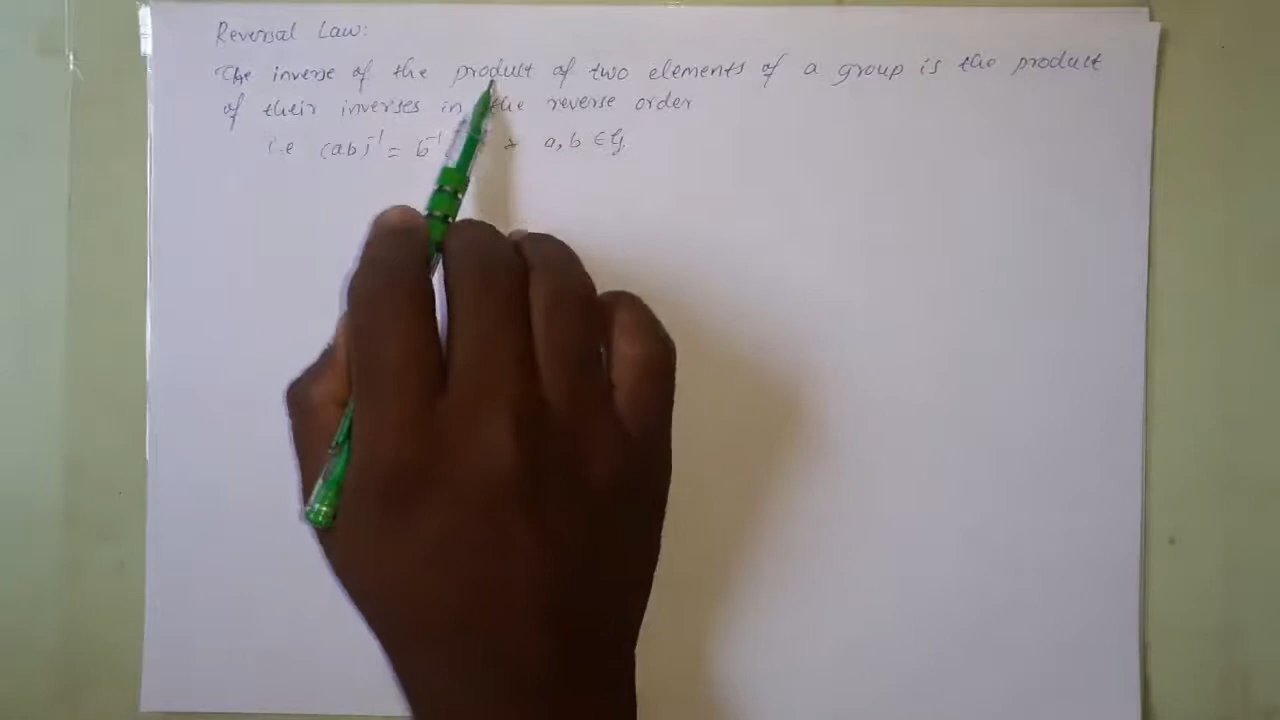 Reversal Law:
The inverse of the product of two elements of a group is the product
of their inverses in the reverse order
i.e (ab)⁻¹ = b⁻¹ a, b ∈ G.